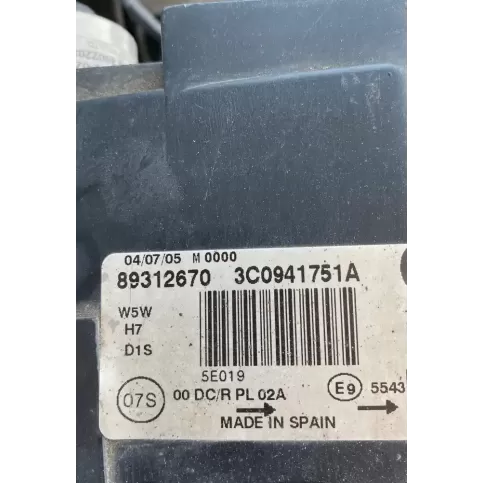 04/07/05 M 0000
89312670 3C0941751A
W5W
H7
D1S
5E019
07S 00 DC/R PL 02A E9 5543
MADE IN SPAIN